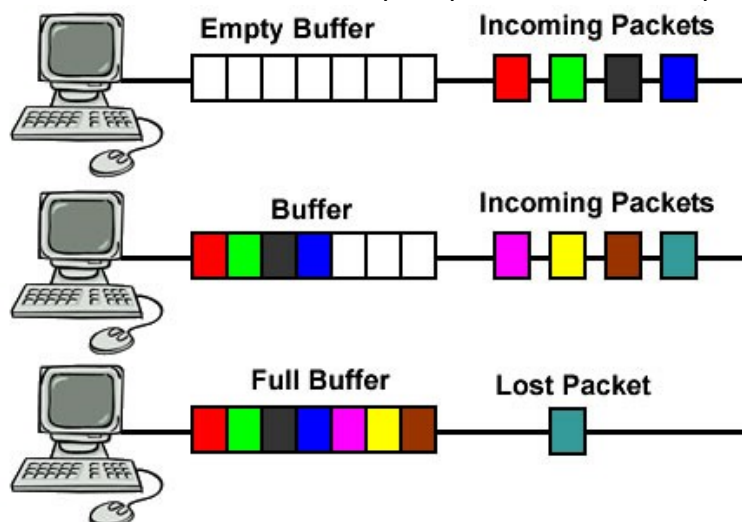 Empty Buffer
Incoming Packets
Buffer
Incoming Packets
Full Buffer
Lost Packet